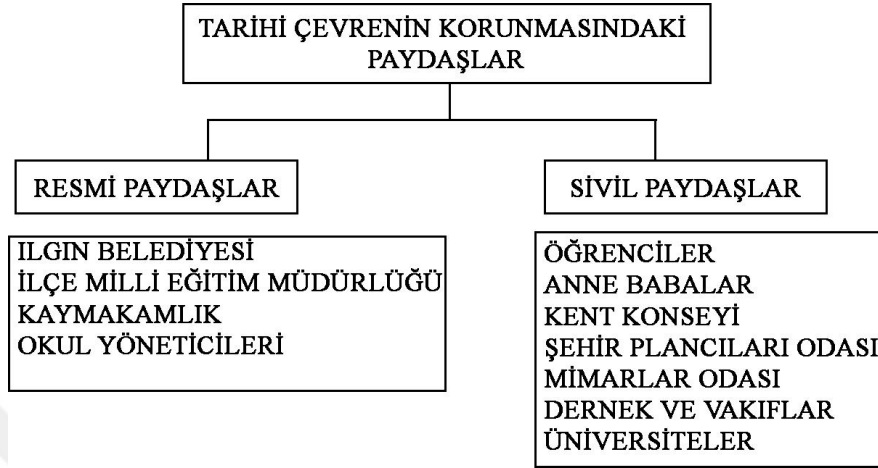 TARİHİ ÇEVRENİN KORUNMASINDAKİ
PAYDAŞLAR
RESMİ PAYDAŞLAR
ILGIN BELEDİYESİ
İLÇE MİLLİ EĞİTİM MÜDÜRLÜĞÜ
KAYMAKAMLIK
OKUL YÖNETİCİLERİ
SİVİL PAYDAŞLAR
ÖĞRENCİLER
ANNE BABALAR
KENT KONSEYİ
ŞEHİR PLANCILARI ODASI
MİMARLAR ODASI
DERNEK VE VAKIFLAR
ÜNİVERSİTELER